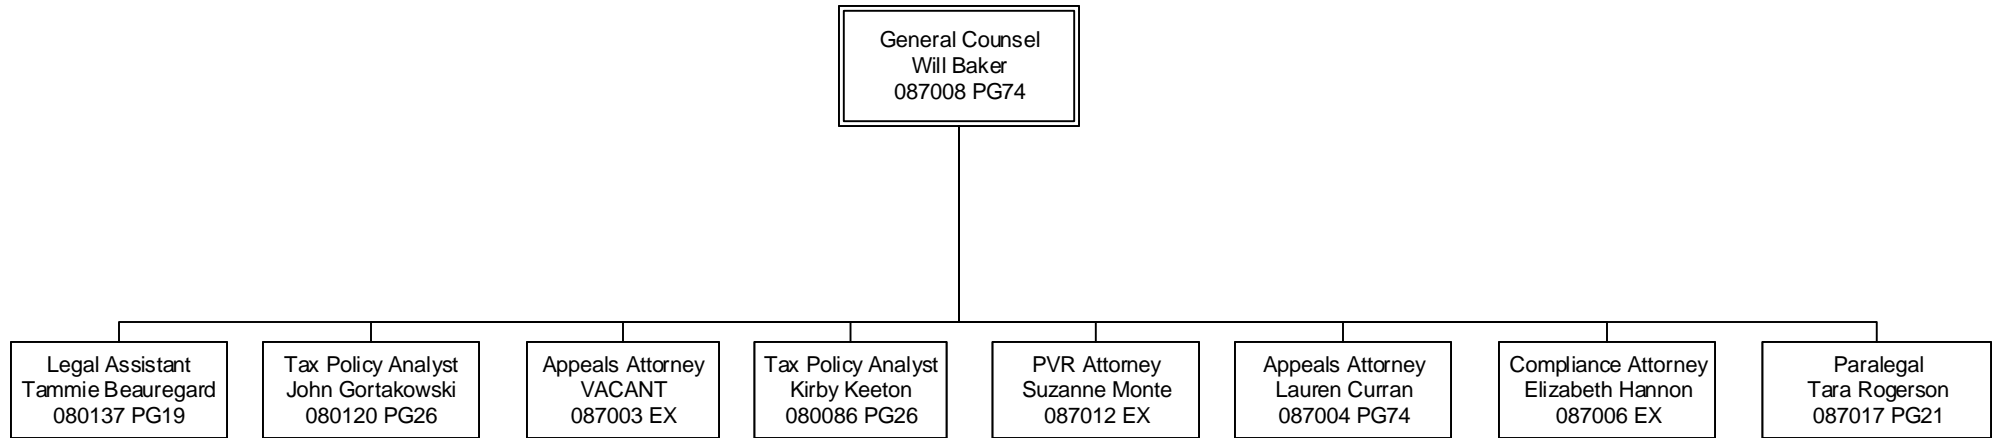 General Counsel
Will Baker
087008 PG74
Legal Assistant
Tammie Beauregard
080137 PG19
Tax Policy Analyst
John Gortakowski
080120 PG26
Appeals Attorney
VACANT
087003 EX
Tax Policy Analyst
Kirby Keeton
080086 PG26
PVR Attorney
Suzanne Monte
087012 EX
Appeals Attorney
Lauren Curran
087004 PG74
Compliance Attorney
Elizabeth Hannon
087006 EX
Paralegal
Tara Rogerson
087017 PG21